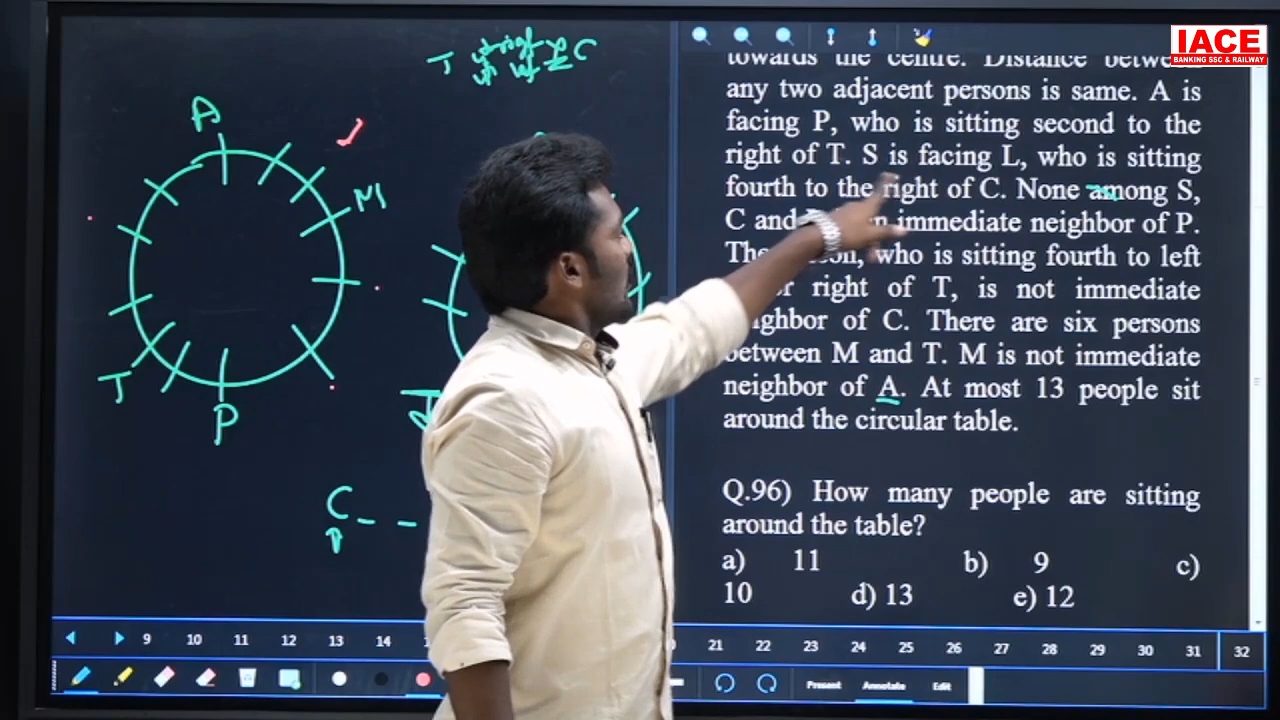 IACE
BANKING SSC & RAILWAY
towards the centre. Distance
any two adjacent persons is same. A is
facing P, who is sitting second to the
right of T. S is facing L, who is sitting
fourth to the right of C. None among S,
C and immediate neighbor of P.
who is sitting fourth to left
right of T, is not immediate
neighbor of C. There are six persons
between M and T. M is not immediate
neighbor of A. At most 13 people sit
around the circular table.
Q.96) How many people are sitting
around the table?
a) 11 b) 9 c)
10 d) 13 e) 12
A
M
T
P
C
9 10 11 12 13 14 21 22 23 24 25 26 27 28 29 30 31 32
Present Annotate Edit